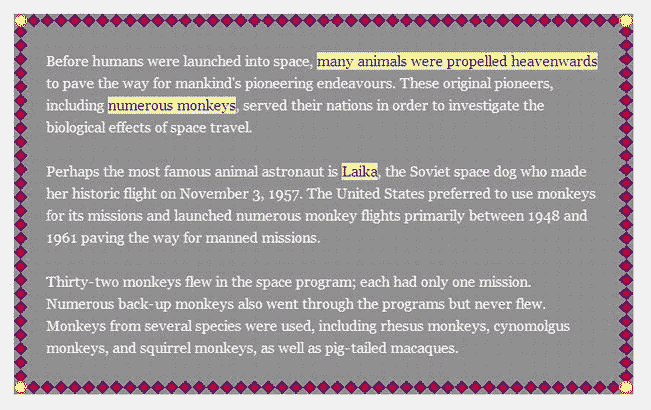 Before humans were launched into space, many animals were propelled heavenwards
to pave the way for mankind's pioneering endeavours. These original pioneers,
including numerous monkeys, served their nations in order to investigate the
biological effects of space travel.
Perhaps the most famous animal astronaut is Laika, the Soviet space dog who made
her historic flight on November 3, 1957. The United States preferred to use monkeys
for its missions and launched numerous monkey flights primarily between 1948 and
1961 paving the way for manned missions.
Thirty-two monkeys flew in the space program; each had only one mission.
Numerous back-up monkeys also went through the programs but never flew.
Monkeys from several species were used, including rhesus monkeys, cynomolgus
monkeys, and squirrel monkeys, as well as pig-tailed macaques.